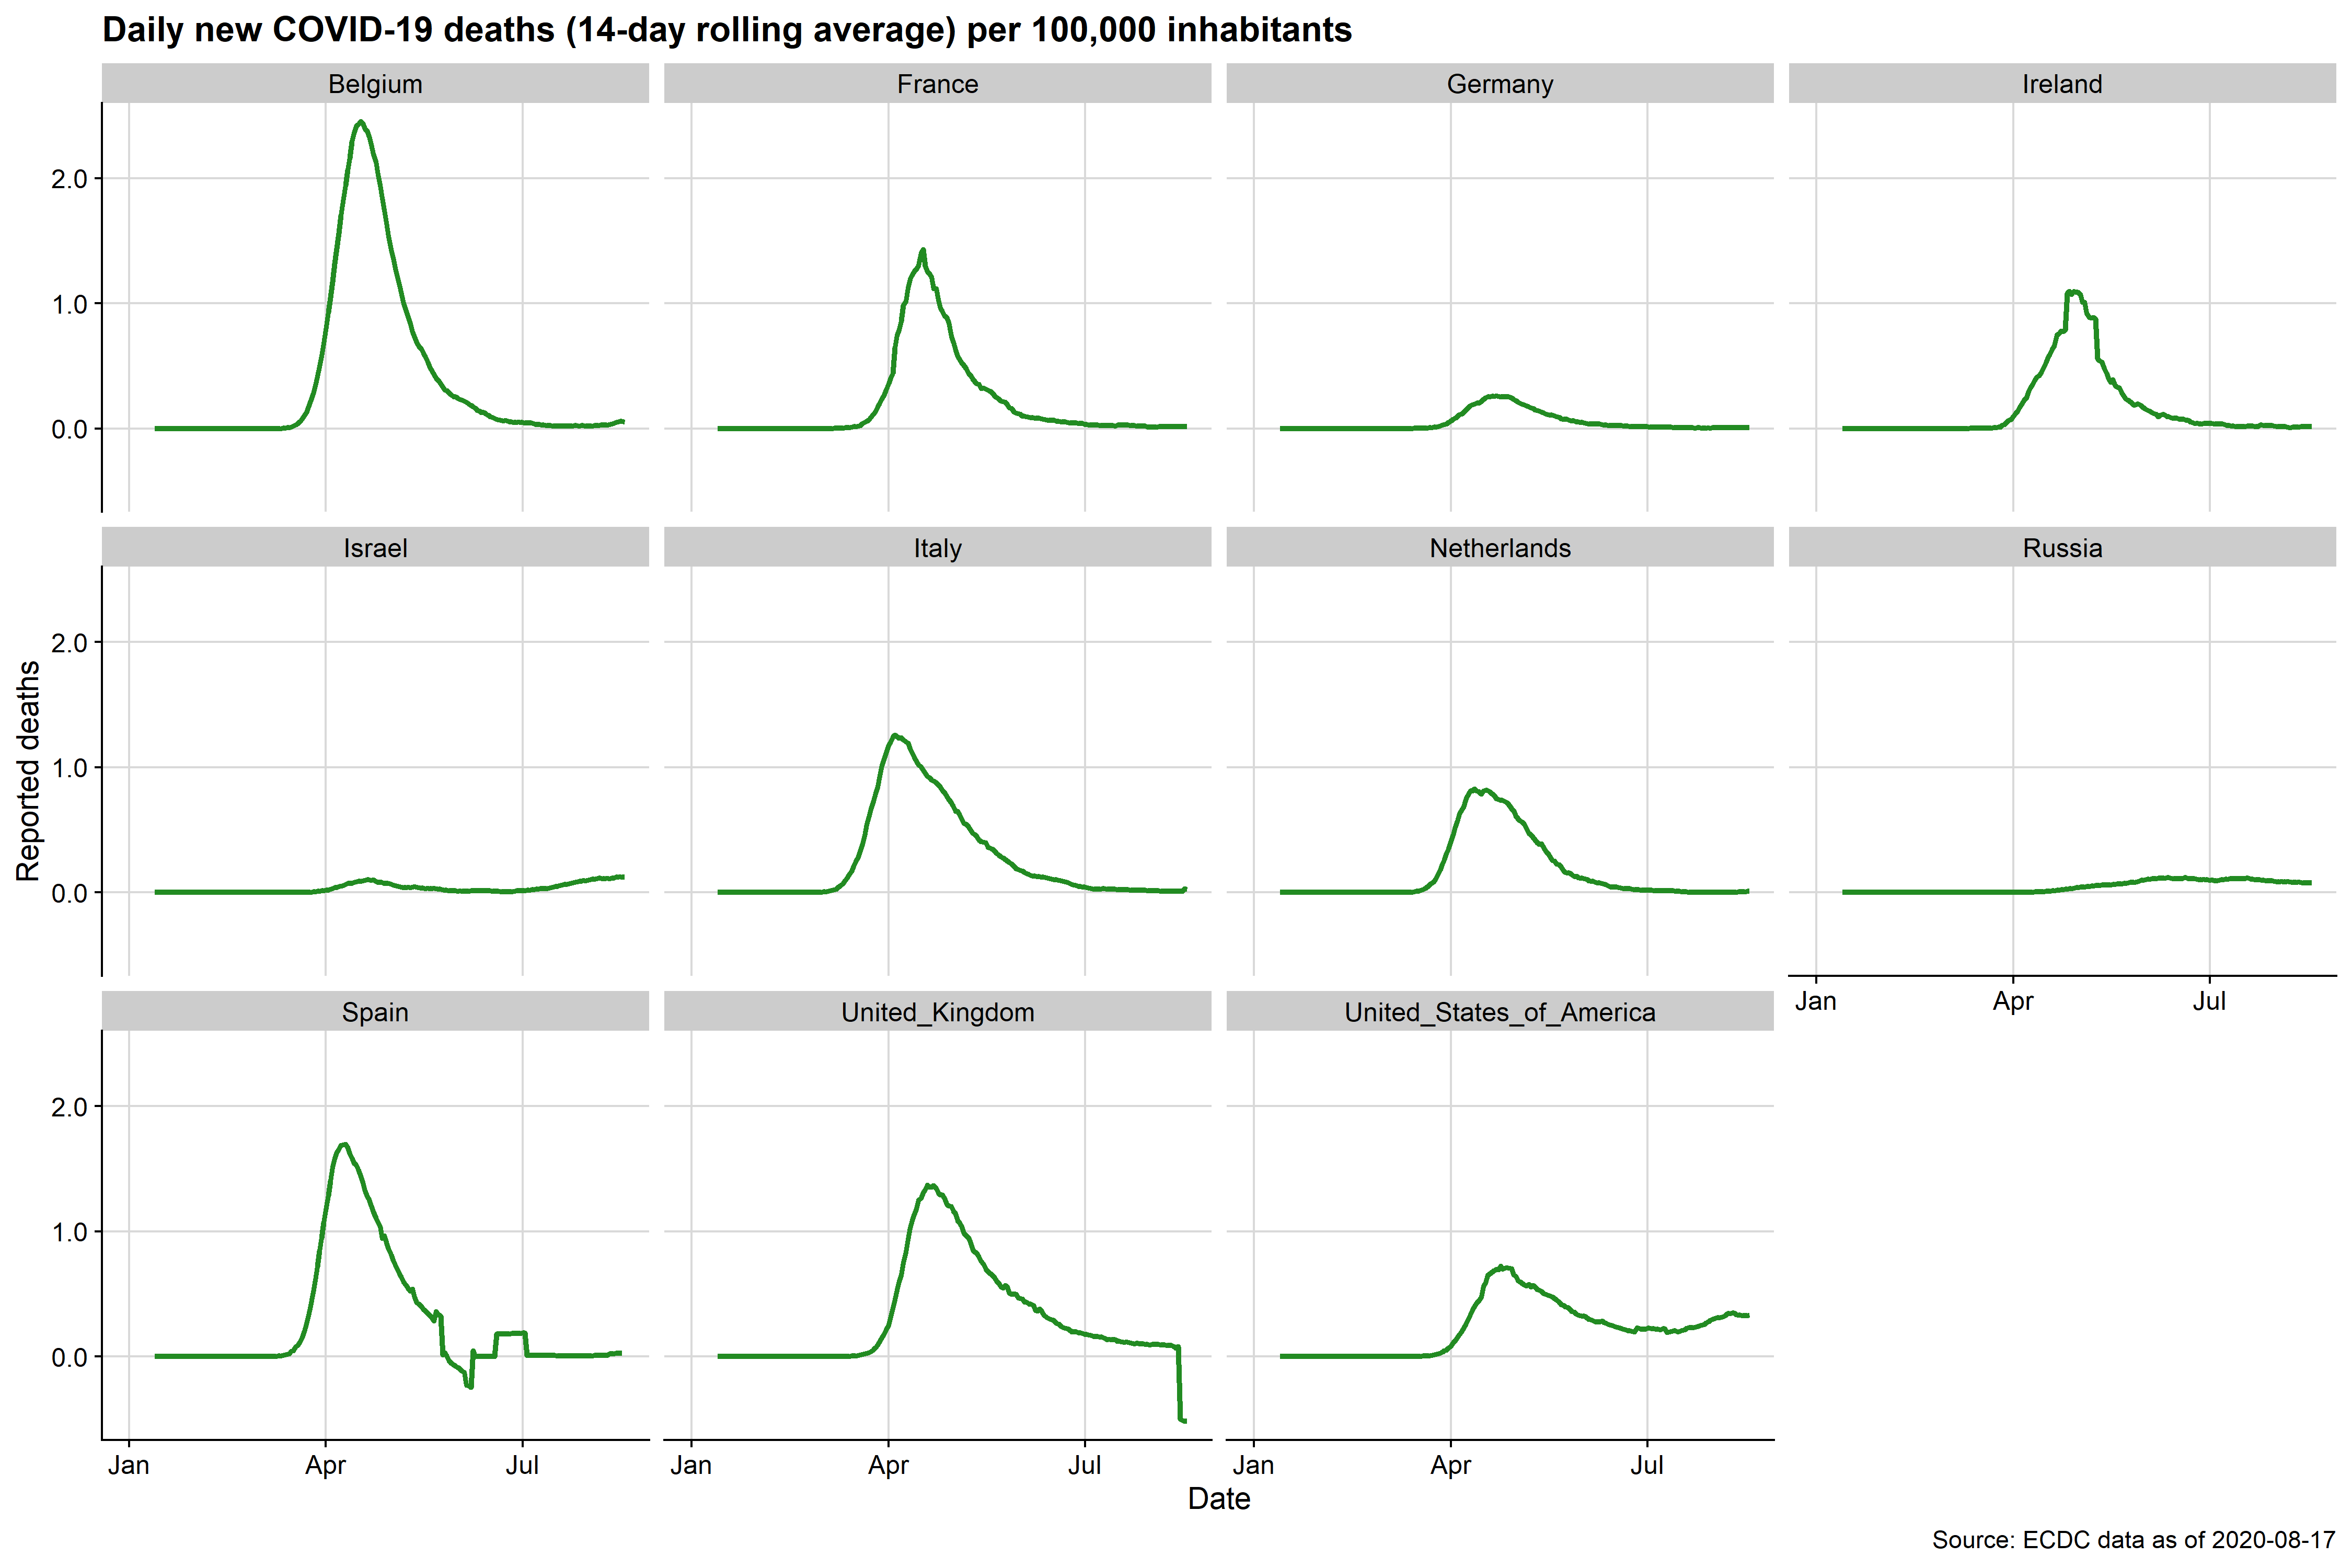 Daily new COVID-19 deaths (14-day rolling average) per 100,000 inhabitants
Belgium
France
Germany
Ireland
2.0
1.0
0.0
Israel
Italy
Netherlands
Russia
Reported deaths
2.0
1.0
0.0
Jan Apr Jul
Spain
United_Kingdom
United_States_of_America
2.0
1.0
0.0
Jan Apr Jul
Jan Apr Jul
Jan Apr Jul
Date
Source: ECDC data as of 2020-08-17